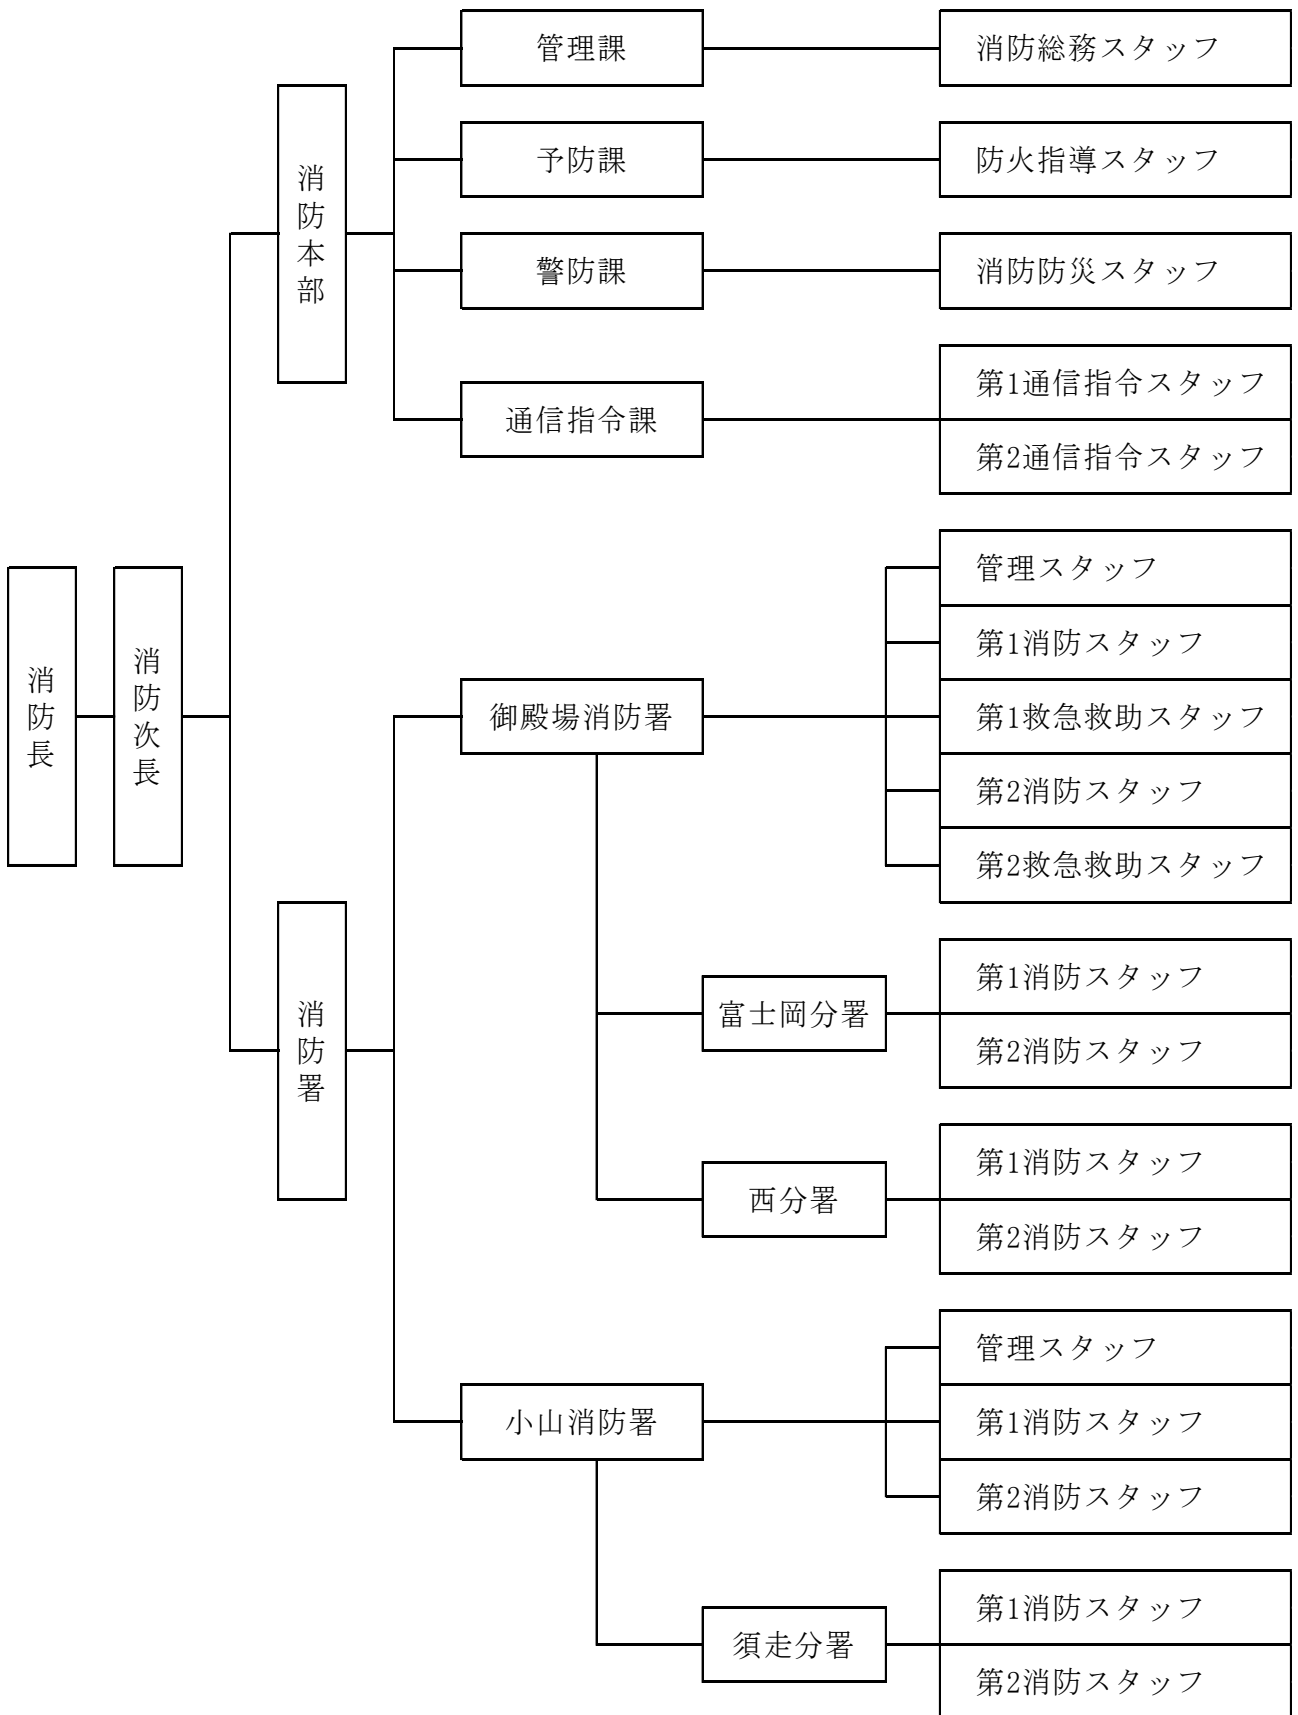 消防長
消防次長
消防本部
管理課
消防総務スタッフ
予防課
防火指導スタッフ
警防課
消防防災スタッフ
通信指令課
第1通信指令スタッフ
第2通信指令スタッフ
消防署
御殿場消防署
管理スタッフ
第1消防スタッフ
第1救急救助スタッフ
第2消防スタッフ
第2救急救助スタッフ
富士岡分署
第1消防スタッフ
第2消防スタッフ
西分署
第1消防スタッフ
第2消防スタッフ
小山消防署
管理スタッフ
第1消防スタッフ
第2消防スタッフ
須走分署
第1消防スタッフ
第2消防スタッフ